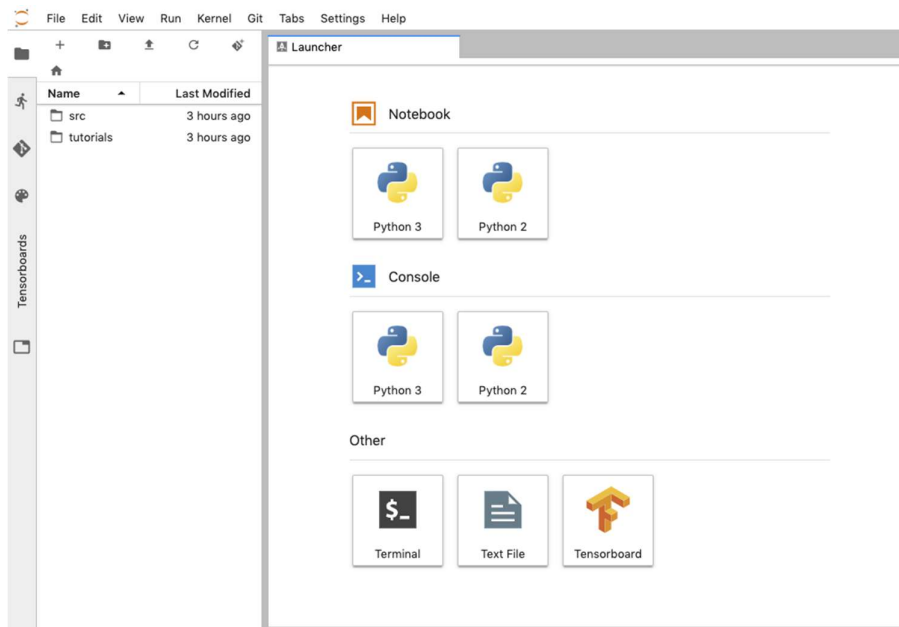 File Edit View Run Kernel Git Tabs Settings Help
Launcher
Name Last Modified
src 3 hours ago
tutorials 3 hours ago
Tensorboards
Notebook
Python 3 Python 2
Console
Python 3 Python 2
Other
$_
Terminal Text File Tensorboard